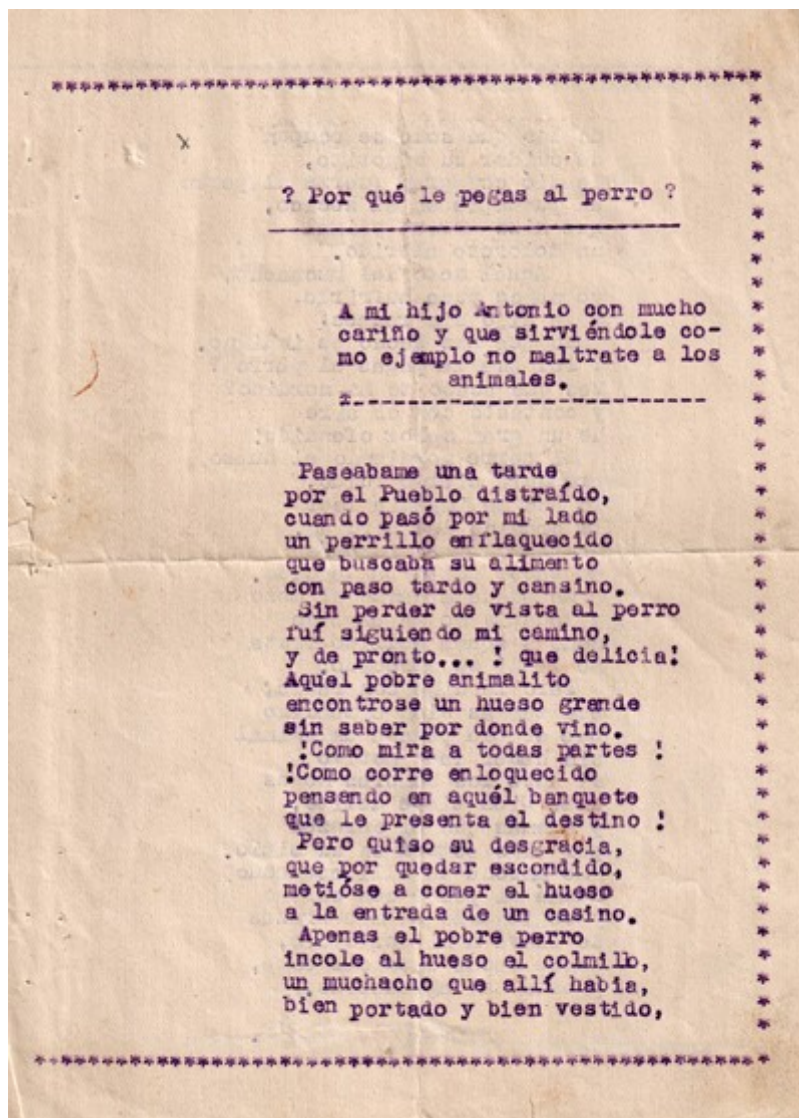 ? Por qué le pegas al perro ?
A mi hijo Antonio con mucho
cariño y que sirviéndole co-
mo ejemplo no maltrate a los
animales.
Paseabame una tarde
por el Pueblo distraído,
cuando pasó por mi lado
un perrillo enflaquecido
que buscaba su alimento
con paso tardo y cansino.
Sin perder de vista al perro
fuí siguiendo mi camino,
y de pronto... ! que delicia!
Aquel pobre animalito
encontrose un hueso grande
sin saber por donde vino.
!Como mira a todas partes !
!Como corre enloquecido
pensando en aquél banquete
que le presenta el destino !
Pero quiso su desgracia,
que por quedar escondido,
metióse a comer el hueso
a la entrada de un casino.
Apenas el pobre perro
incole al hueso el colmilb,
un muchacho que allí habia,
bien portado y bien vestido,